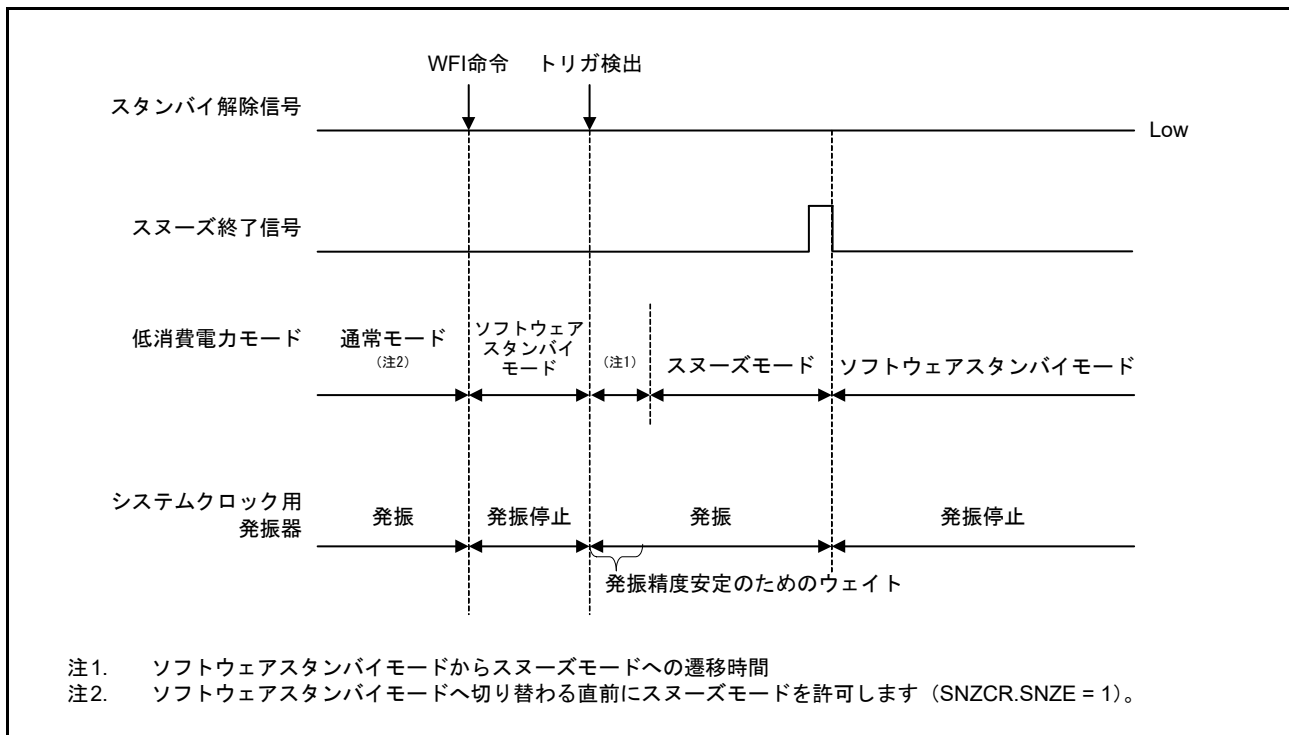 WFI命令 トリガ検出
スタンバイ解除信号
Low
スヌーズ終了信号
低消費電力モード
通常モード
（注2）
ソフトウェア
スタンバイ
モード
（注1）
スヌーズモード
ソフトウェアスタンバイモード
システムクロック用
発振器
発振
発振停止
発振
発振停止
発振精度安定のためのウェイト
注1. ソフトウェアスタンバイモードからスヌーズモードへの遷移時間
注2. ソフトウェアスタンバイモードへ切り替わる直前にスヌーズモードを許可します（SNZCR.SNZE = 1）。